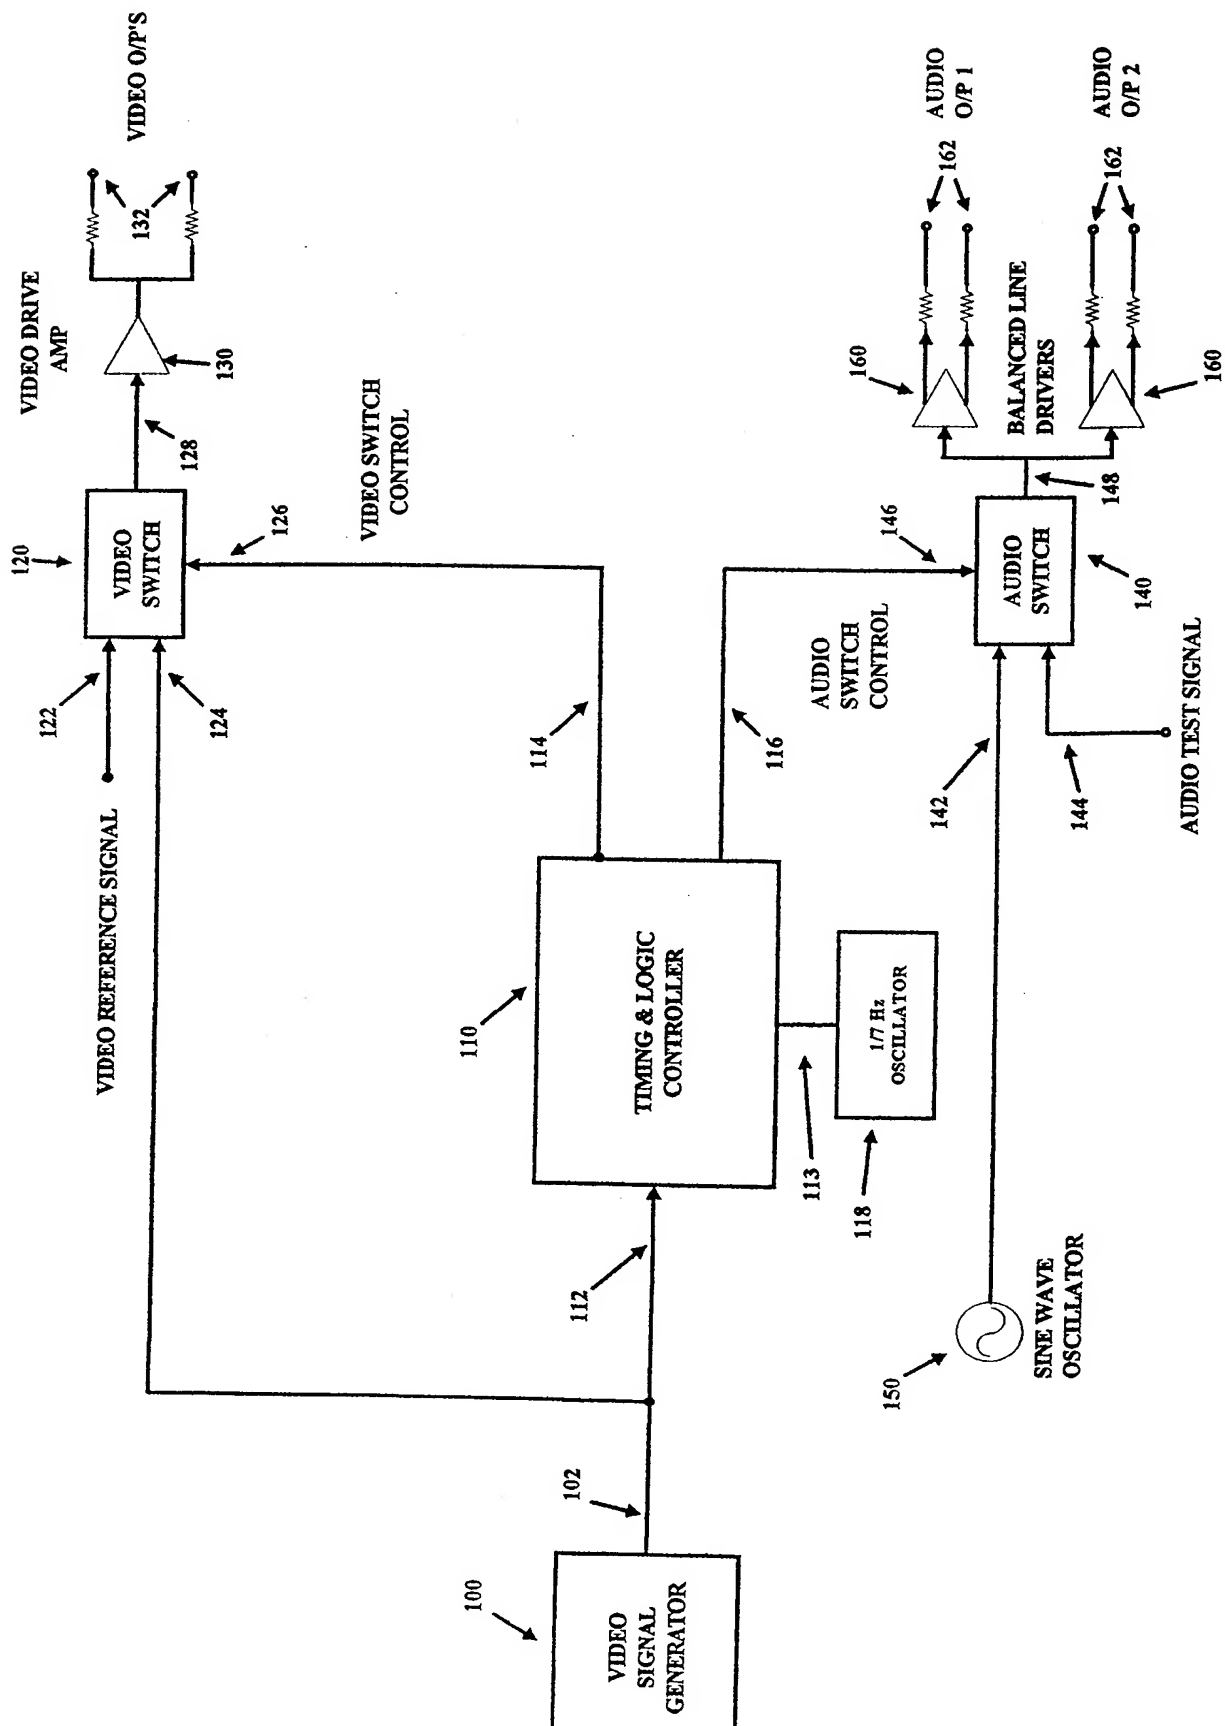 VIDEO O/P'S
132
VIDEO DRIVE
AMP
130
128
120
VIDEO
SWITCH
122
124
126
VIDEO SWITCH
CONTROL
VIDEO REFERENCE SIGNAL
114
116
110
TIMING & LOGIC
CONTROLLER
112
113
118
1/7 Hz
OSCILLATOR
102
100
VIDEO
SIGNAL
GENERATOR
AUDIO
O/P 1
AUDIO
O/P 2
162
162
160
160
BALANCED LINE
DRIVERS
148
146
AUDIO
SWITCH
140
AUDIO
SWITCH
CONTROL
142
144
AUDIO TEST SIGNAL
150
SINE WAVE
OSCILLATOR